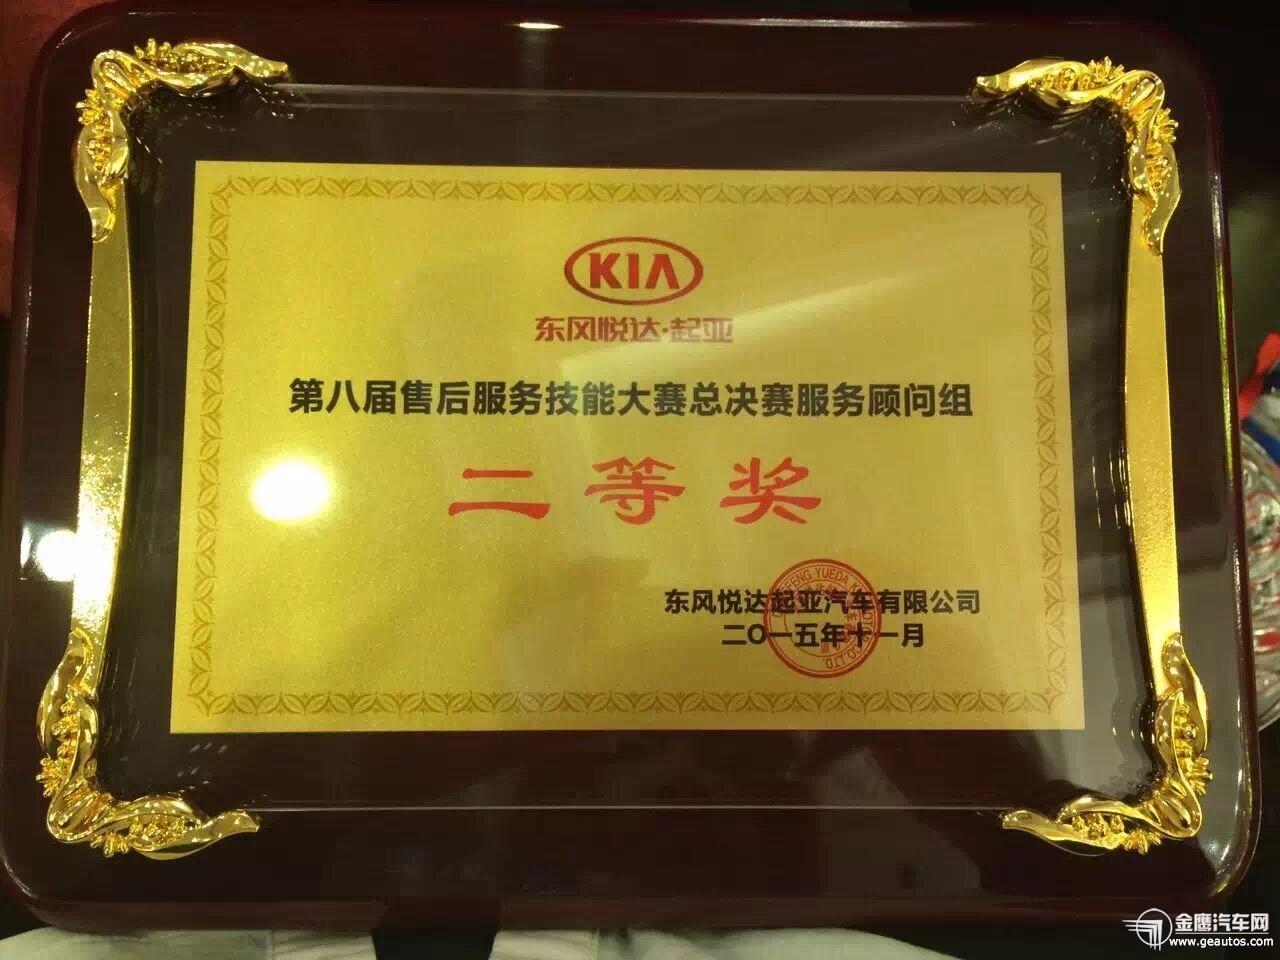 KIA
东风悦达·起亚
第八届售后服务技能大赛总决赛服务顾问组
二等奖
东风悦达起亚汽车有限公司
二〇一五年十一月
金鹰汽车网
www.geautos.com